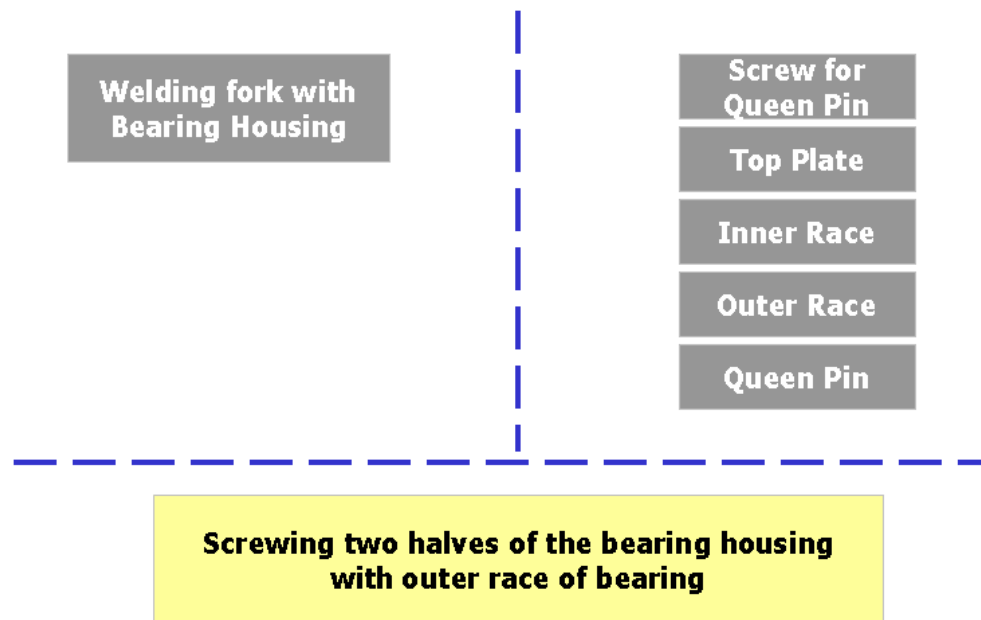 Welding fork with
Bearing Housing
Screw for
Queen Pin
Top Plate
Inner Race
Outer Race
Queen Pin
Screwing two halves of the bearing housing
with outer race of bearing